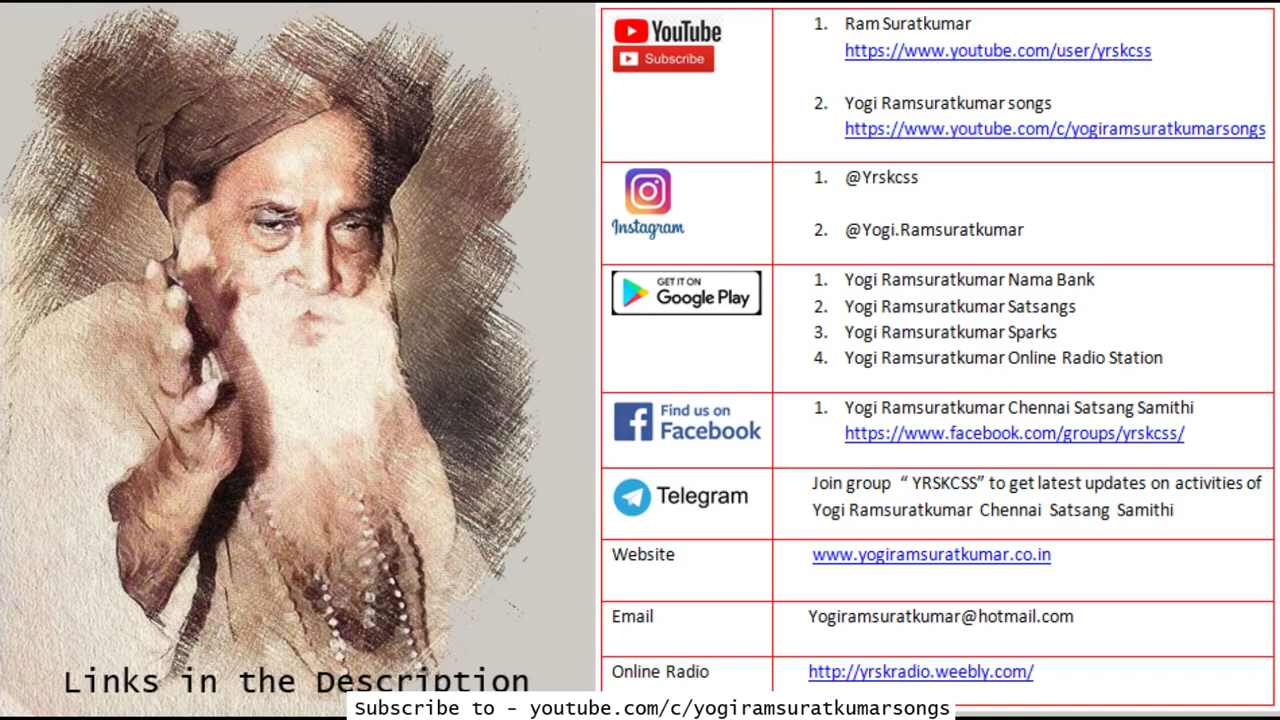 YouTube
Subscribe
1. Ram Suratkumar
https://www.youtube.com/user/yrskcss
2. Yogi Ramsuratkumar songs
https://www.youtube.com/c/yogiramsuratkumarsongs
Instagram
1. @Yrskcss
2. @Yogi.Ramsuratkumar
GET IT ON
Google Play
1. Yogi Ramsuratkumar Nama Bank
2. Yogi Ramsuratkumar Satsangs
3. Yogi Ramsuratkumar Sparks
4. Yogi Ramsuratkumar Online Radio Station
Find us on
Facebook
1. Yogi Ramsuratkumar Chennai Satsang Samithi
https://www.facebook.com/groups/yrskcss/
Telegram
Join group “ YRSKCSS” to get latest updates on activities of
Yogi Ramsuratkumar Chennai Satsang Samithi
Website
www.yogiramsuratkumar.co.in
Email
Yogiramsuratkumar@hotmail.com
Online Radio
http://yrskradio.weebly.com/
Links in the Description
Subscribe to - youtube.com/c/yogiramsuratkumarsongs